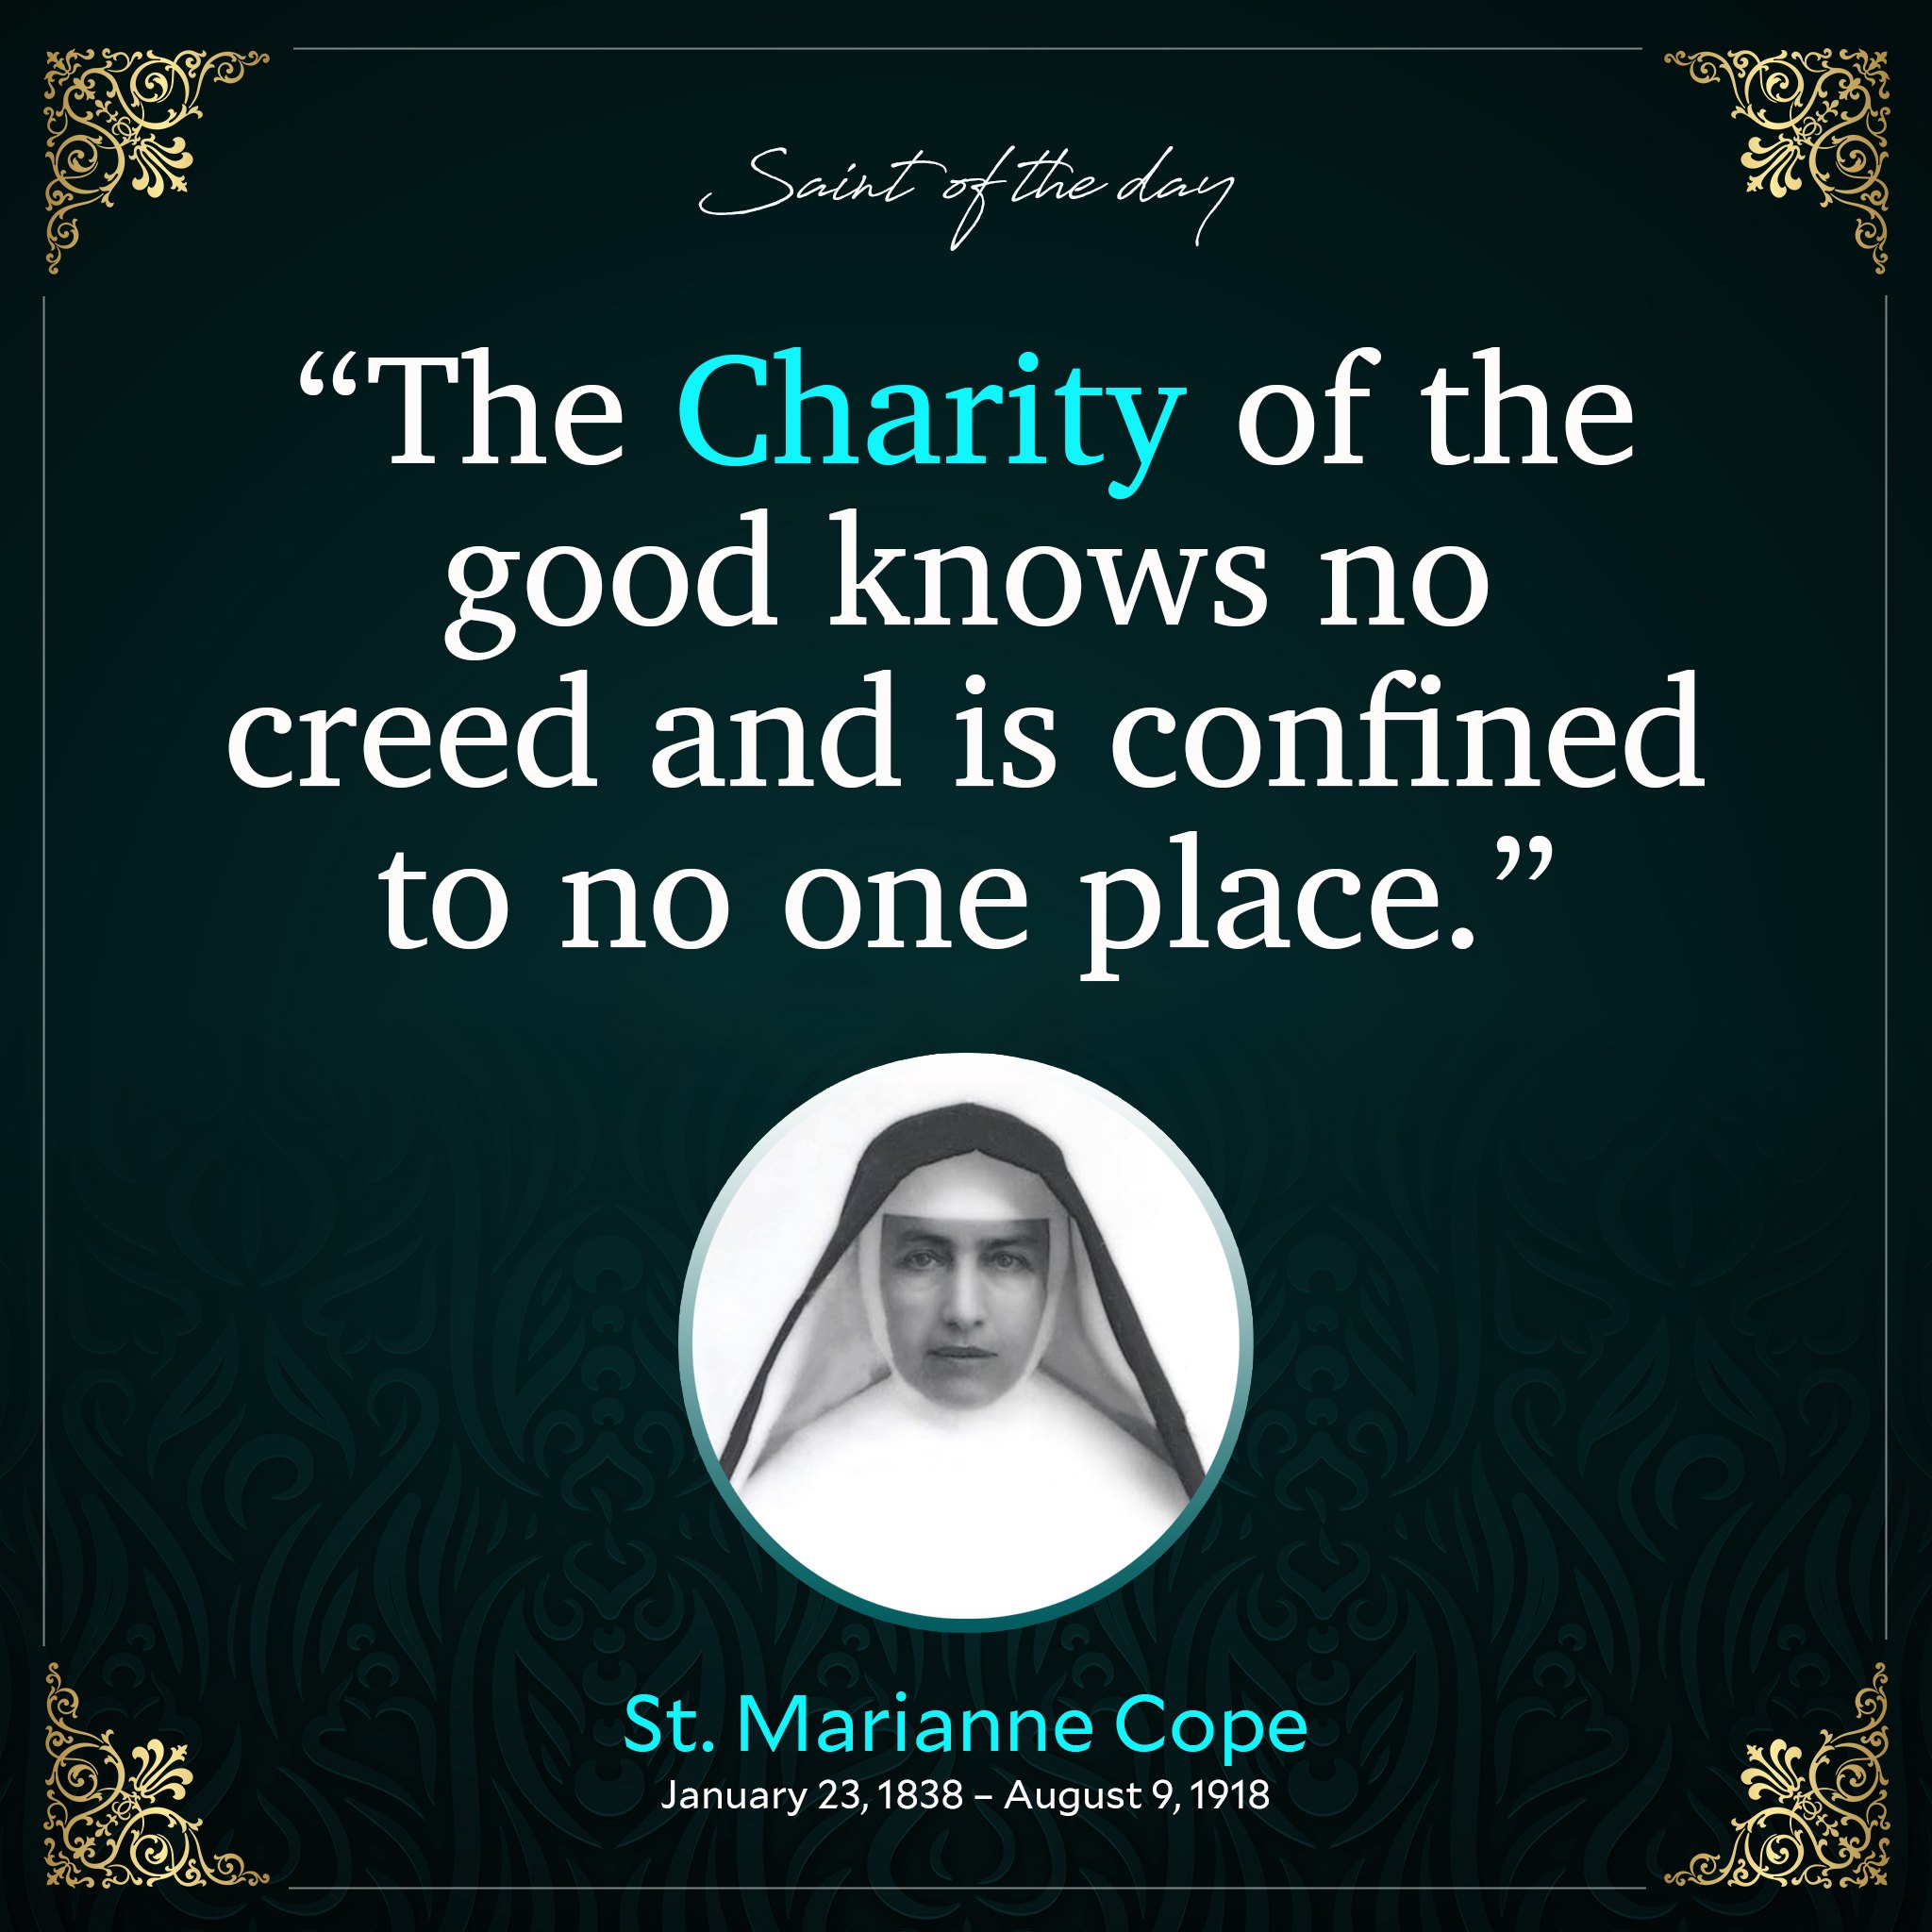 Saint of the day
“The Charity of the
good knows no
creed and is confined
to no one place.”
St. Marianne Cope
January 23, 1838 – August 9, 1918